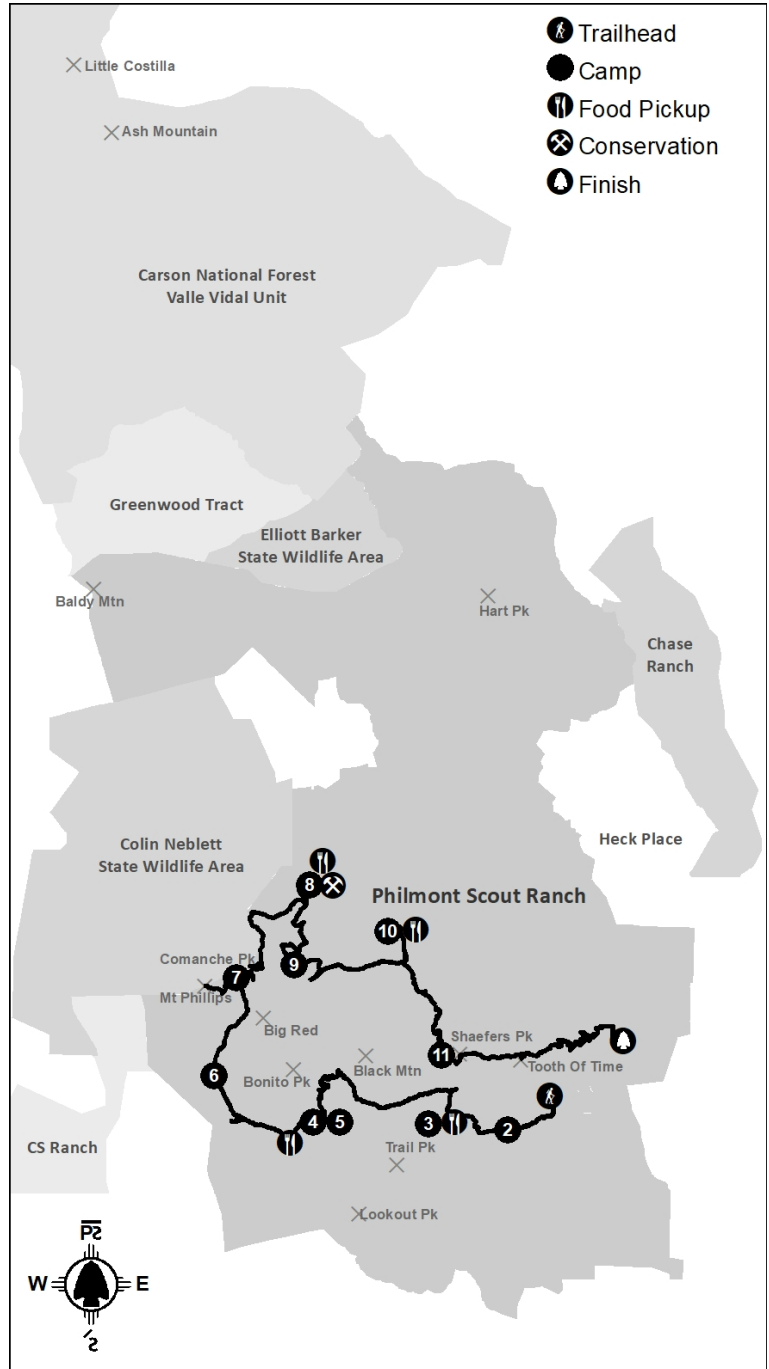 Trailhead
Camp
Food Pickup
Conservation
Finish
Little Costilla
Ash Mountain
Carson National Forest
Valle Vidal Unit
Greenwood Tract
Elliott Barker
State Wildlife Area
Baldy Mtn
Hart Pk
Chase
Ranch
Heck Place
Colin Neblett
State Wildlife Area
8
Philmont Scout Ranch
10
Comanche Pk
9
7
Mt Phillips
Big Red
Shaefers Pk
11
Black Mtn
Tooth Of Time
Bonito Pk
6
4
5
3
2
CS Ranch
Trail Pk
Lookout Pk
W
E